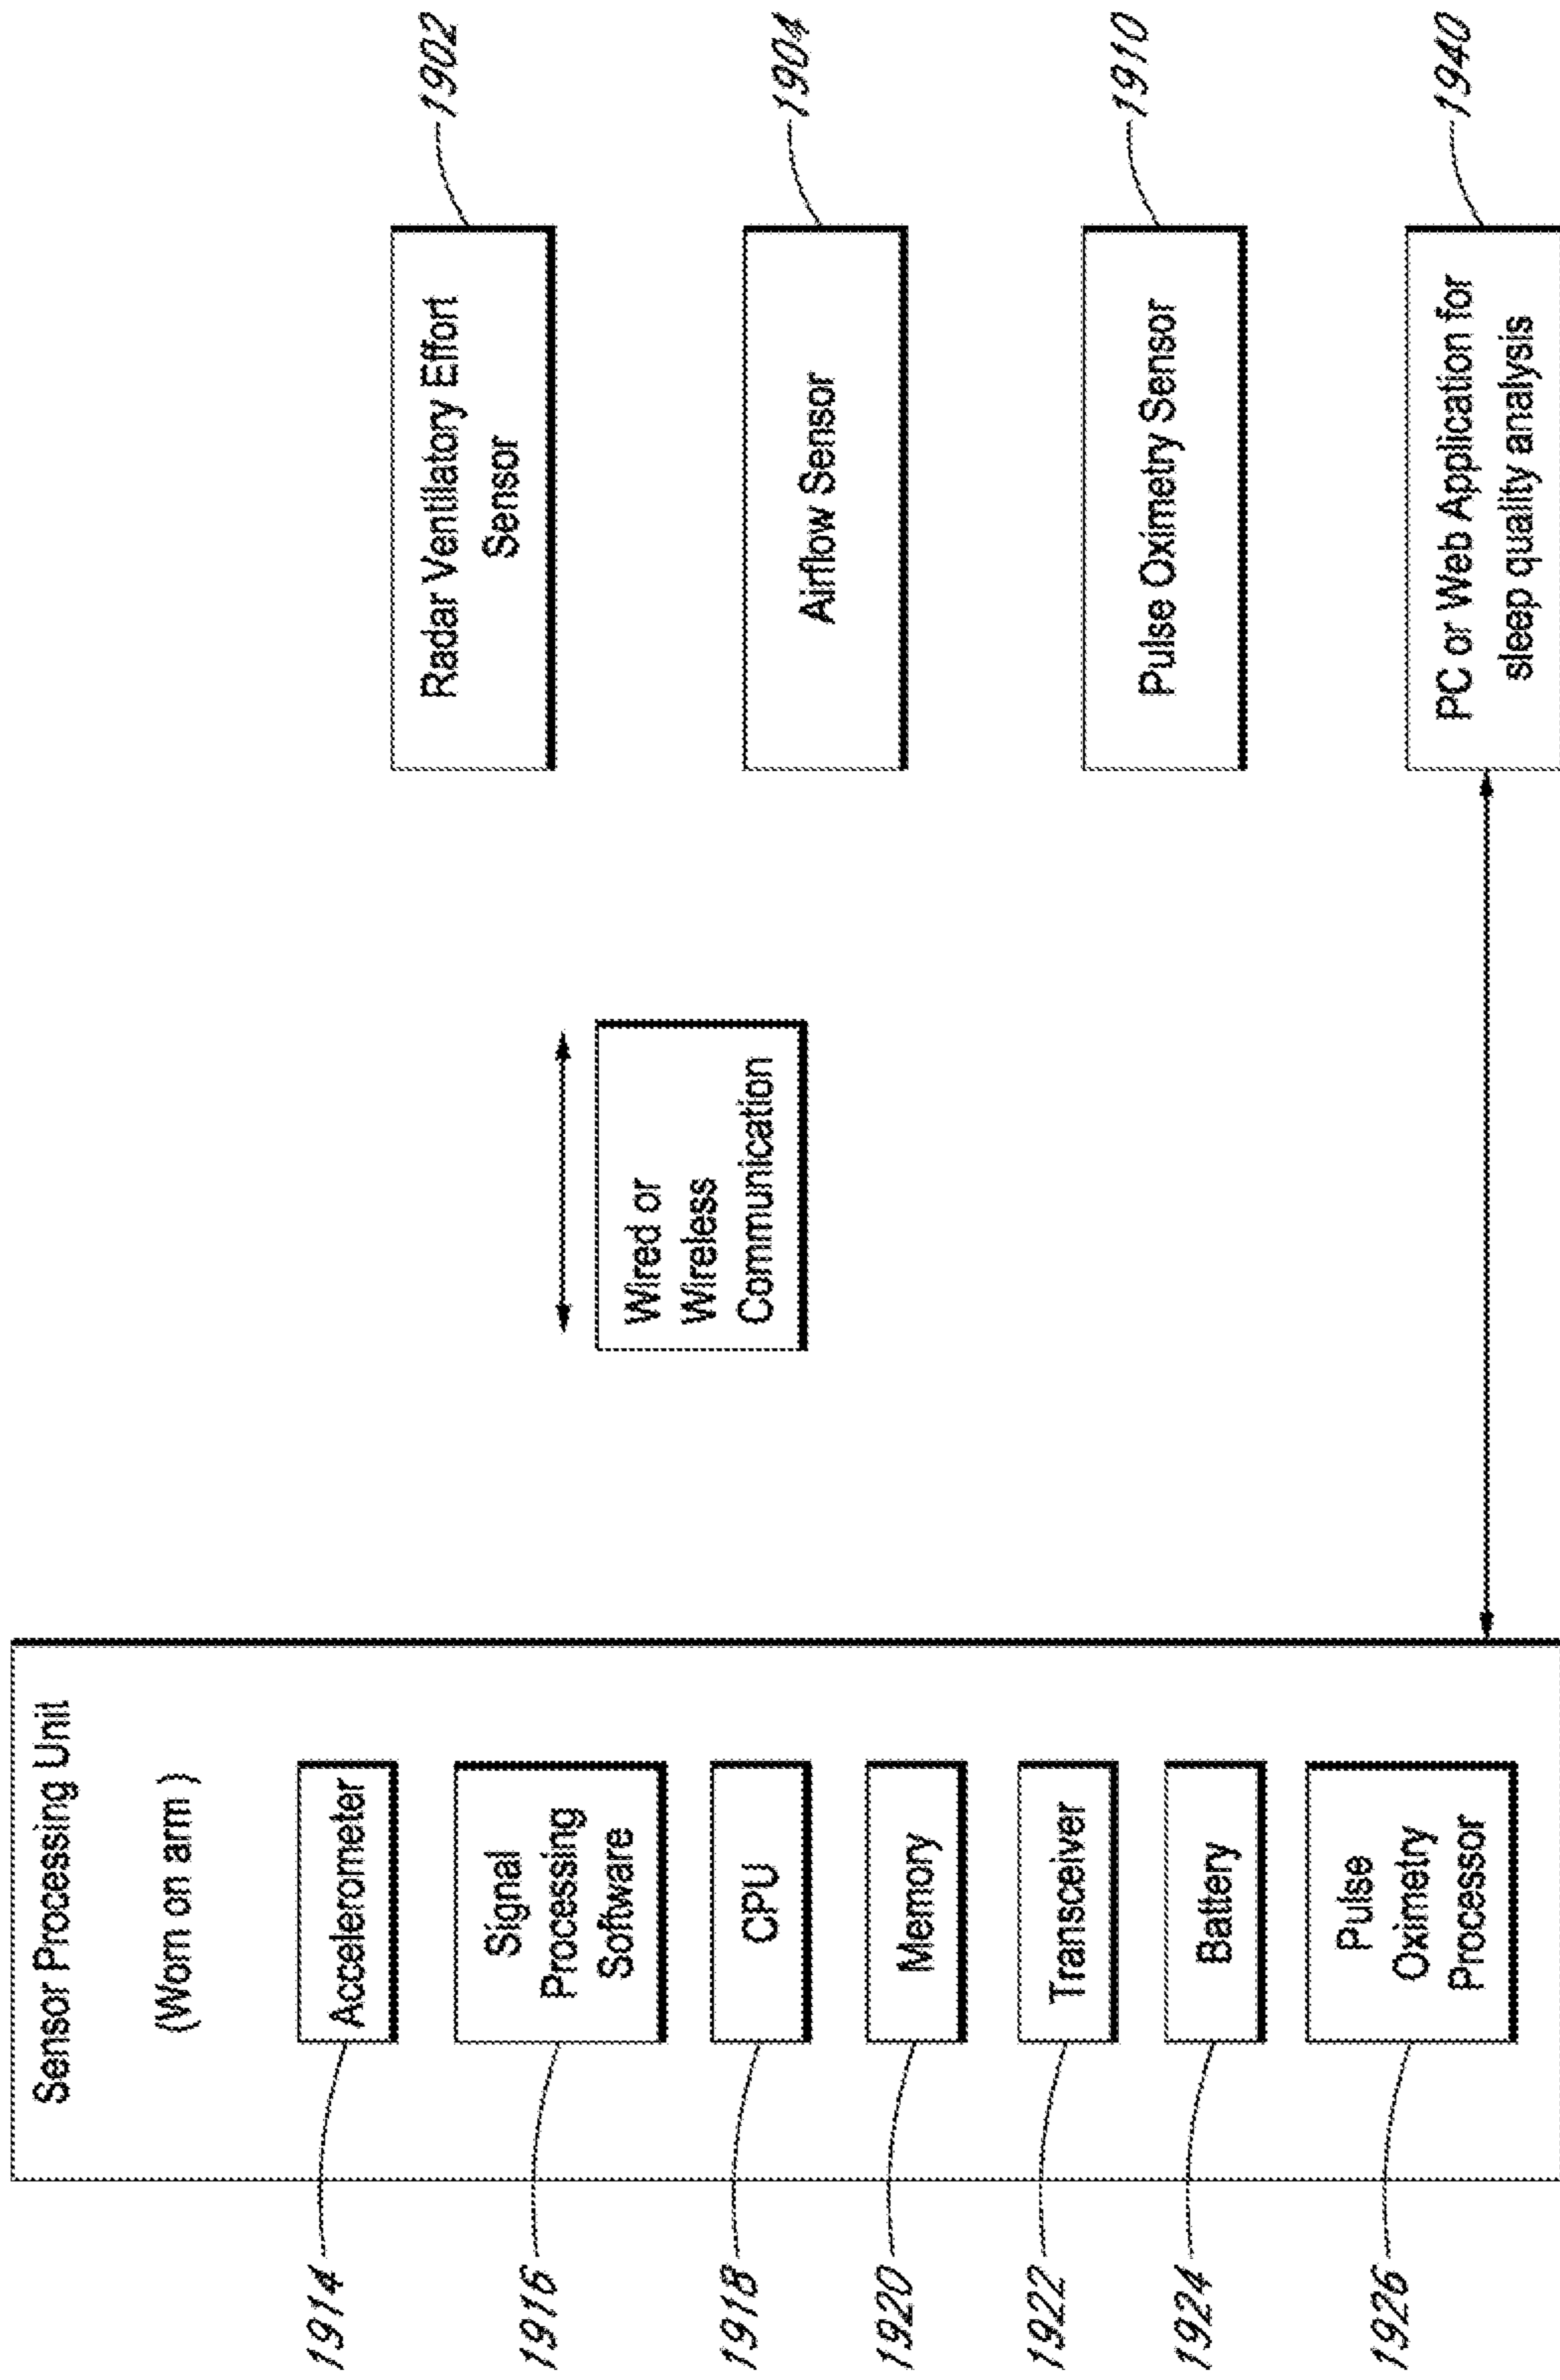 Sensor Processing Unit
(Worn on arm )
1914
Accelerometer
1916
Signal
Processing
Software
1918
CPU
1920
Memory
1922
Transceiver
1924
Battery
1926
Pulse
Oximetry
Processor
Wired or
Wireless
Communication
Radar Ventilatory Effort
Sensor
1902
Airflow Sensor
1904
Pulse Oximetry Sensor
1910
PC or Web Application for
sleep quality analysis
1940